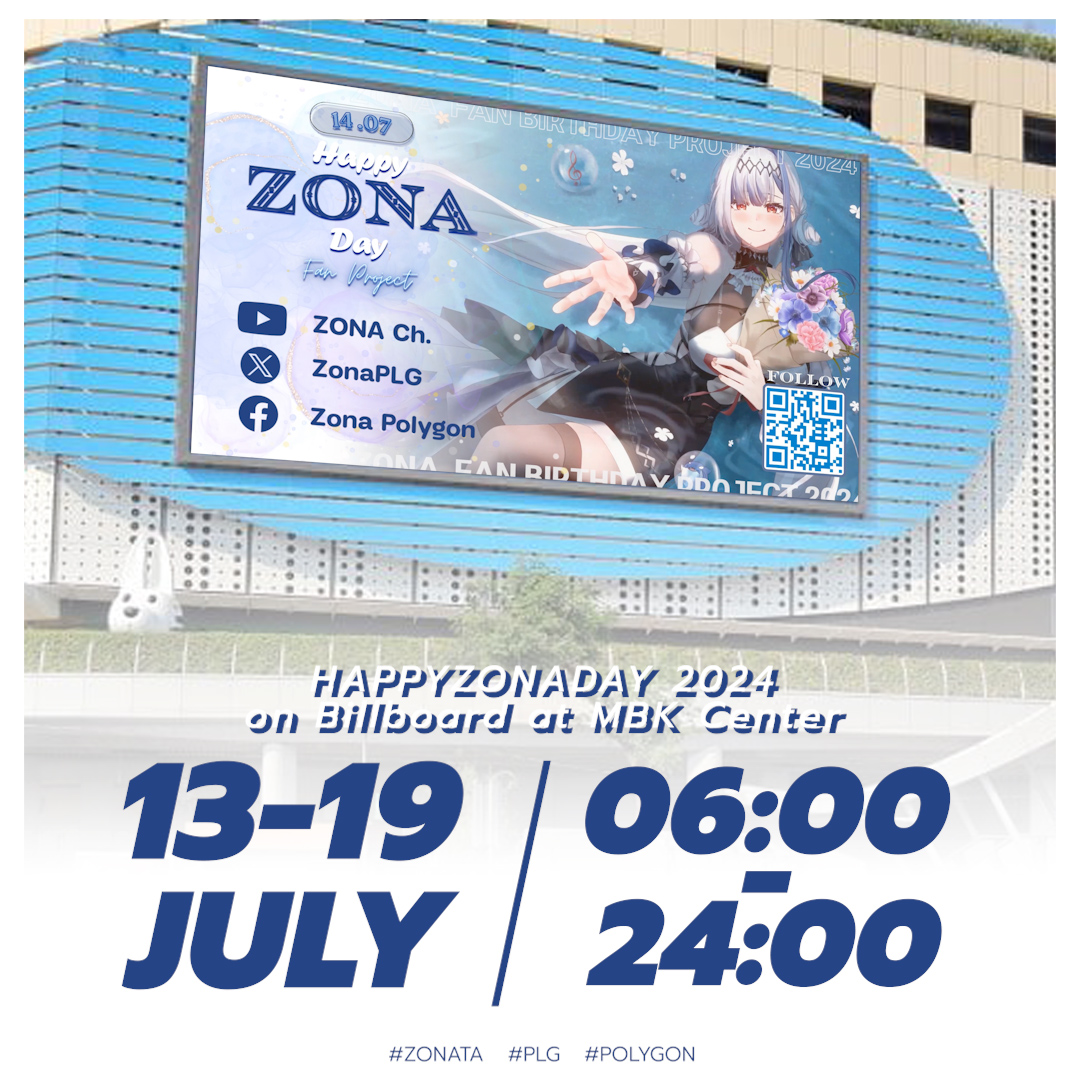 FAN BIRTHDAY PROJECT 2024
14.07
Happy
ZONA
Day
Fan Project
ZONA Ch.
ZonaPLG
Zona Polygon
FOLLOW
ZONA FAN BIRTHDAY PROJECT 2024
HAPPYZONADAY 2024
on Billboard at MBK Center
13-19
JULY
06:00
-
24:00
#ZONATA #PLG #POLYGON